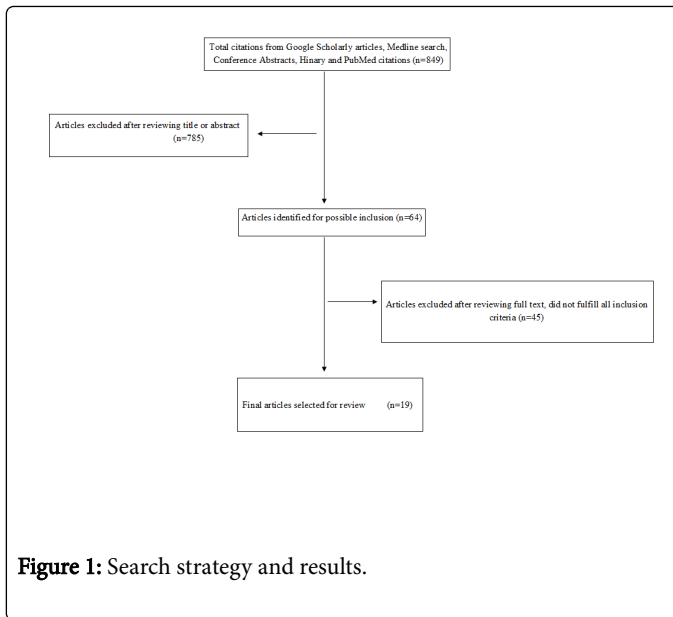 Total citations from Google Scholarly articles, Medline search,
Conference Abstracts, Hinary and PubMed citations (n=849)
Articles excluded after reviewing title or abstract
(n=785)
Articles identified for possible inclusion (n=64)
Articles excluded after reviewing full text, did not fulfill all inclusion
criteria (n=45)
Final articles selected for review (n=19)
Figure 1: Search strategy and results.